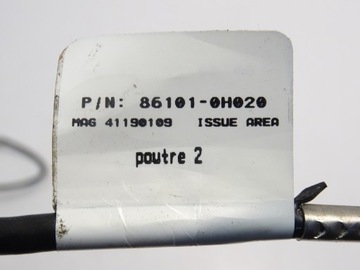 P/N: 86101-0H020
MAG 41190109 ISSUE AREA
poutre 2